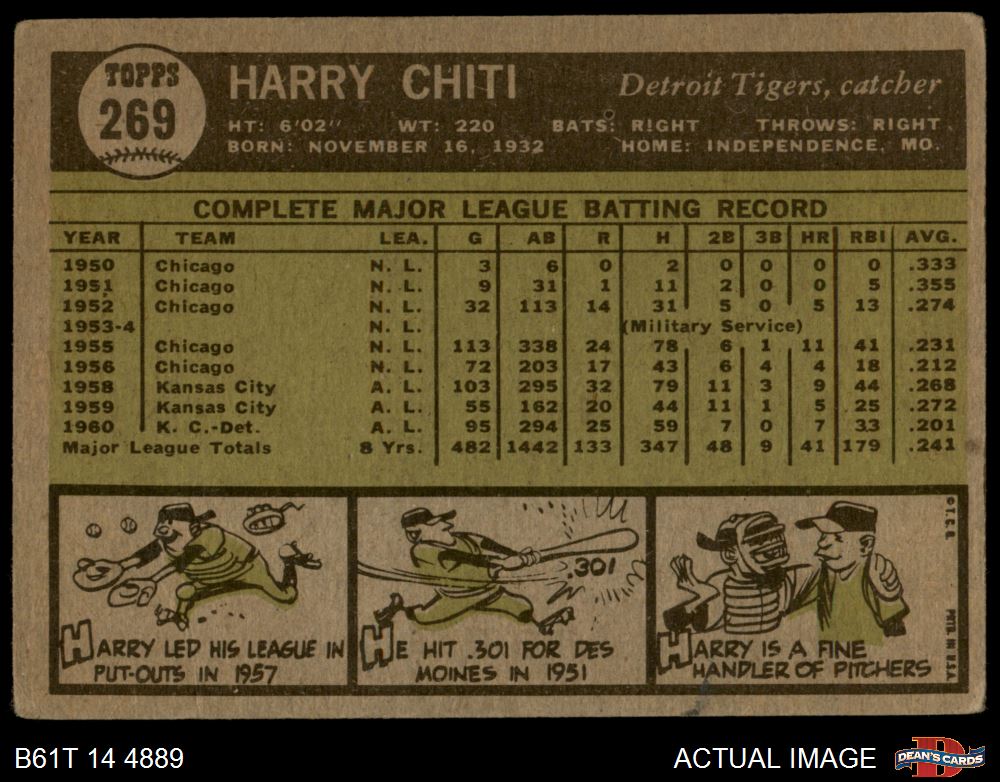 TOPPS
269
HARRY CHITI
Detroit Tigers, catcher
HT: 6'02" WT: 220 BATS: RIGHT THROWS: RIGHT
BORN: NOVEMBER 16, 1932 HOME: INDEPENDENCE, MO.
COMPLETE MAJOR LEAGUE BATTING RECORD
YEAR TEAM LEA. G AB R H 2B 3B HR RBI AVG.
1950 Chicago N. L. 3 6 0 2 0 0 0 0 .333
1951 Chicago N. L. 9 31 1 11 2 0 0 5 .355
1952 Chicago N. L. 32 113 14 31 5 0 5 13 .274
1953-4 N. L. (Military Service)
1955 Chicago N. L. 113 338 24 78 6 1 11 41 .231
1956 Chicago N. L. 72 203 17 43 6 4 4 18 .212
1958 Kansas City A. L. 103 295 32 79 11 3 9 44 .268
1959 Kansas City A. L. 55 162 20 44 11 1 5 25 .272
1960 K. C.-Det. A. L. 95 294 25 59 7 0 7 33 .201
Major League Totals 8 Yrs. 482 1442 133 347 48 9 41 179 .241
HARRY LED HIS LEAGUE IN
PUT-OUTS IN 1957
.301
HE HIT .301 FOR DES
MOINES IN 1951
HARRY IS A FINE
HANDLER OF PITCHERS
© T.C.G. PRTD. IN U.S.A.
B61T 14 4889
ACTUAL IMAGE
D
DEAN'S CARDS